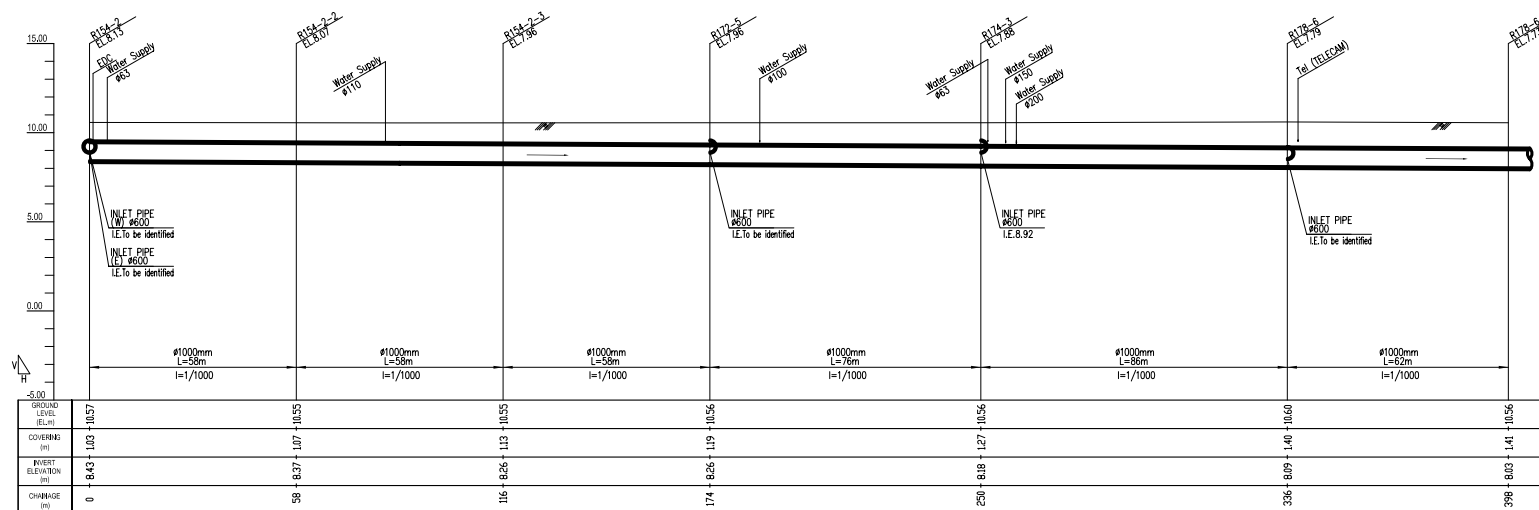 R154-2
EL.8.13
R154-2-2
EL.8.07
R154-2-3
EL.7.96
R172-5
EL.7.96
R174-3
EL.7.88
R178-6
EL.7.79
R178-6
EL.7.7
EDC
Water Supply
ø63
Water Supply
ø110
Water Supply
ø100
Water Supply
ø63
Water Supply
ø150
Water Supply
ø200
Tel (TELECAM)
15.00
10.00
5.00
0.00
-5.00
INLET PIPE
(W) ø600
I.E.To be identified
INLET PIPE
(E) ø600
I.E.To be identified
INLET PIPE
ø600
I.E.To be identified
INLET PIPE
ø600
I.E.8.92
INLET PIPE
ø600
I.E.To be identified
V
H
ø1000mm
L=58m
I=1/1000
ø1000mm
L=58m
I=1/1000
ø1000mm
L=58m
I=1/1000
ø1000mm
L=76m
I=1/1000
ø1000mm
L=86m
I=1/1000
ø1000mm
L=62m
I=1/1000
GROUND
LEVEL
(EL.m)
10.57 10.55 10.55 10.56 10.56 10.60 10.56
COVERING
(m)
1.03 1.07 1.13 1.19 1.27 1.40 1.41
INVERT
ELEVATION
(m)
8.43 8.37 8.26 8.26 8.18 8.09 8.03
CHAINAGE
(m)
0 58 116 174 250 336 398